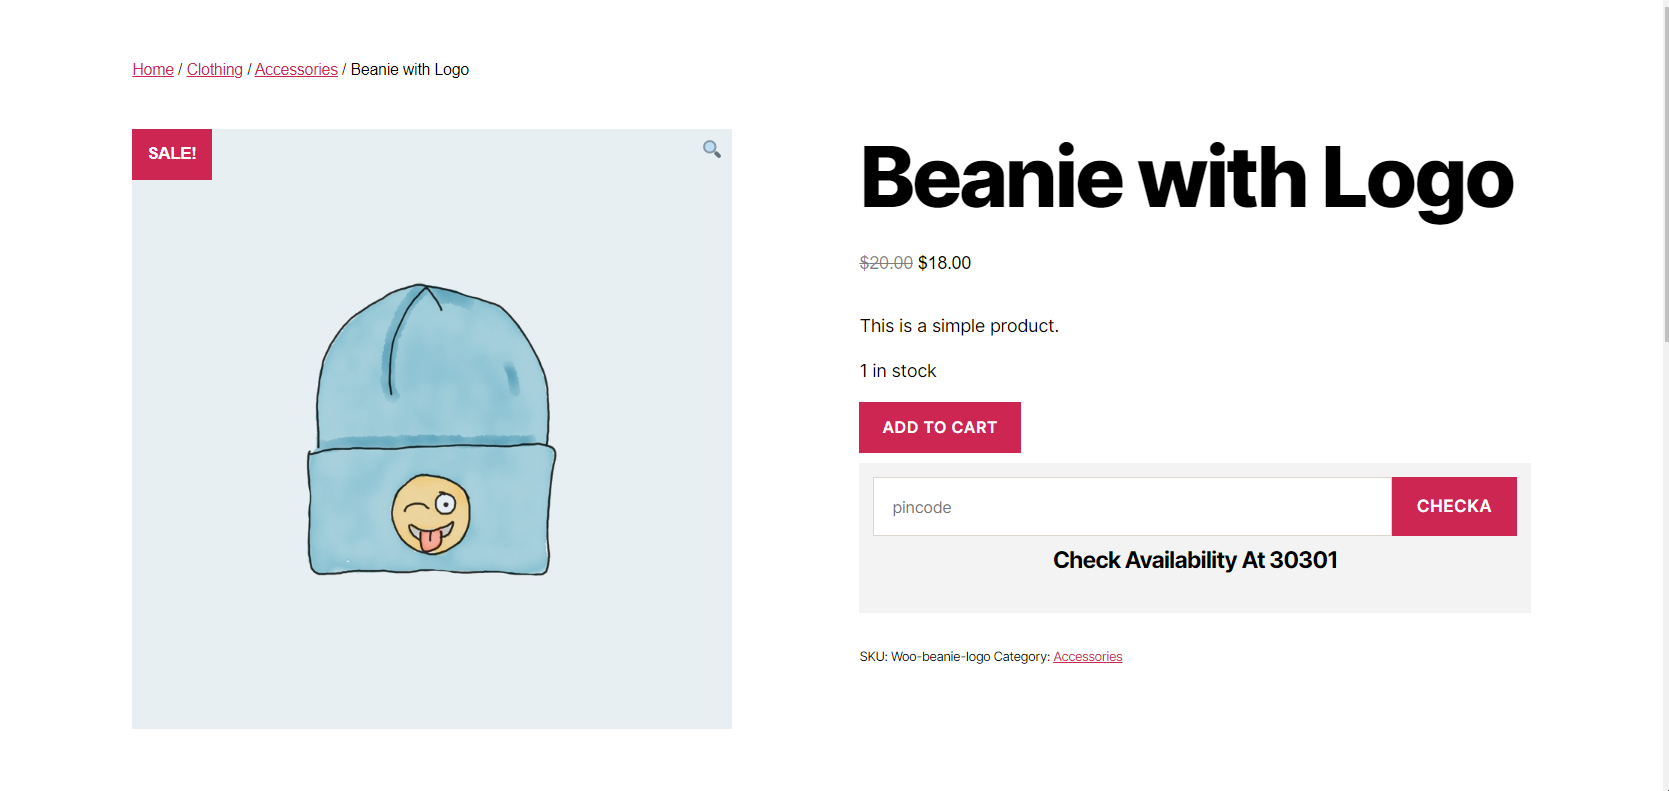 Home / Clothing / Accessories / Beanie with Logo
SALE!
Beanie with Logo
$20.00 $18.00
This is a simple product.
1 in stock
ADD TO CART
pincode
CHECKA
Check Availability At 30301
SKU: Woo-beanie-logo Category: Accessories